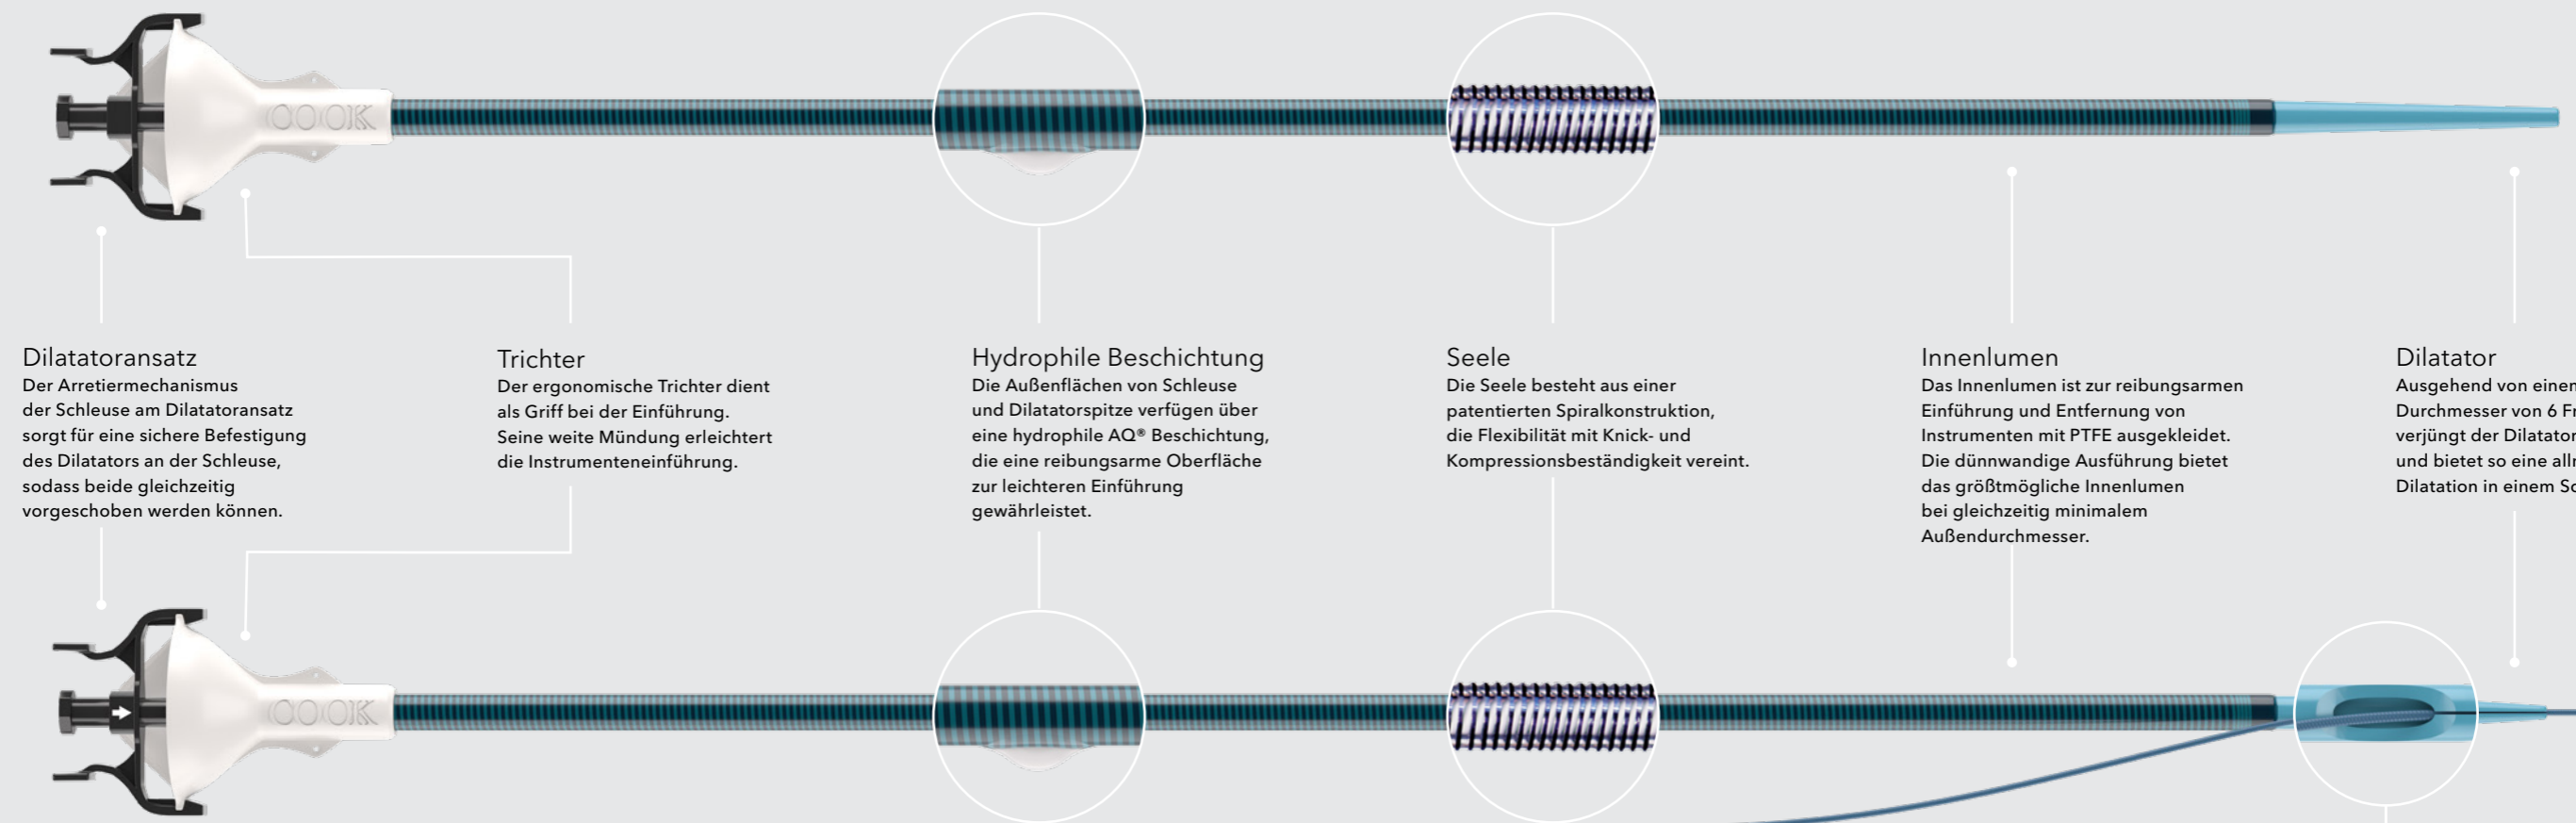 COOK
Dilatatoransatz
Der Arretiermechanismus
der Schleuse am Dilatatoransatz
sorgt für eine sichere Befestigung
des Dilatators an der Schleuse,
sodass beide gleichzeitig
vorgeschoben werden können.
Trichter
Der ergonomische Trichter dient
als Griff bei der Einführung.
Seine weite Mündung erleichtert
die Instrumenteneinführung.
Hydrophile Beschichtung
Die Außenflächen von Schleuse
und Dilatatorspitze verfügen über
eine hydrophile AQ® Beschichtung,
die eine reibungsarme Oberfläche
zur leichteren Einführung
gewährleistet.
Seele
Die Seele besteht aus einer
patentierten Spiralkonstruktion,
die Flexibilität mit Knick- und
Kompressionsbeständigkeit vereint.
Innenlumen
Das Innenlumen ist zur reibungsarmen
Einführung und Entfernung von
Instrumenten mit PTFE ausgekleidet.
Die dünnwandige Ausführung bietet
das größtmögliche Innenlumen
bei gleichzeitig minimalem
Außendurchmesser.
Dilatator
Ausgehend von
Durchmesser von 6
verjüngt der
und bietet so eine
Dilatation in einem
COOK